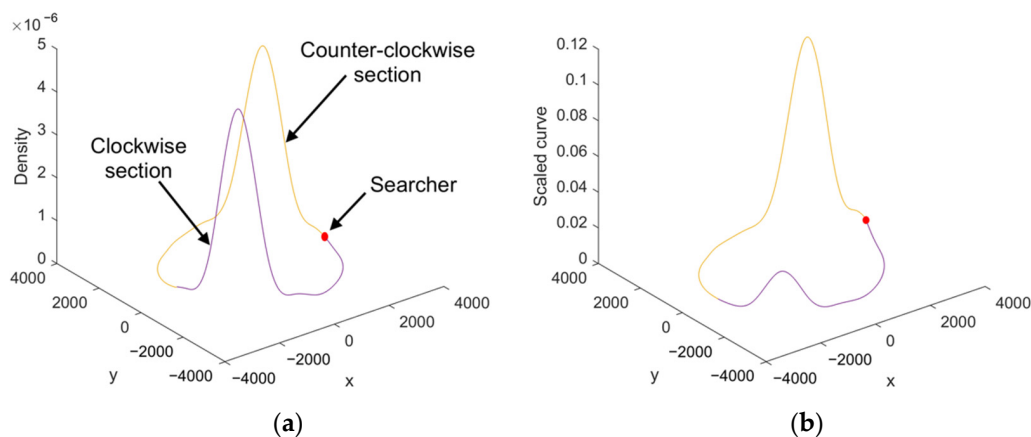 ×10⁻⁶
5
4
3
2
1
0
Density
Counter-clockwise
section
Clockwise
section
Searcher
4000
2000
0
−2000
−4000
y
−4000
−2000
0
2000
4000
x
(a)
0.12
0.1
0.08
0.06
0.04
0.02
0
Scaled curve
4000
2000
0
−2000
−4000
y
−4000
−2000
0
2000
4000
x
(b)